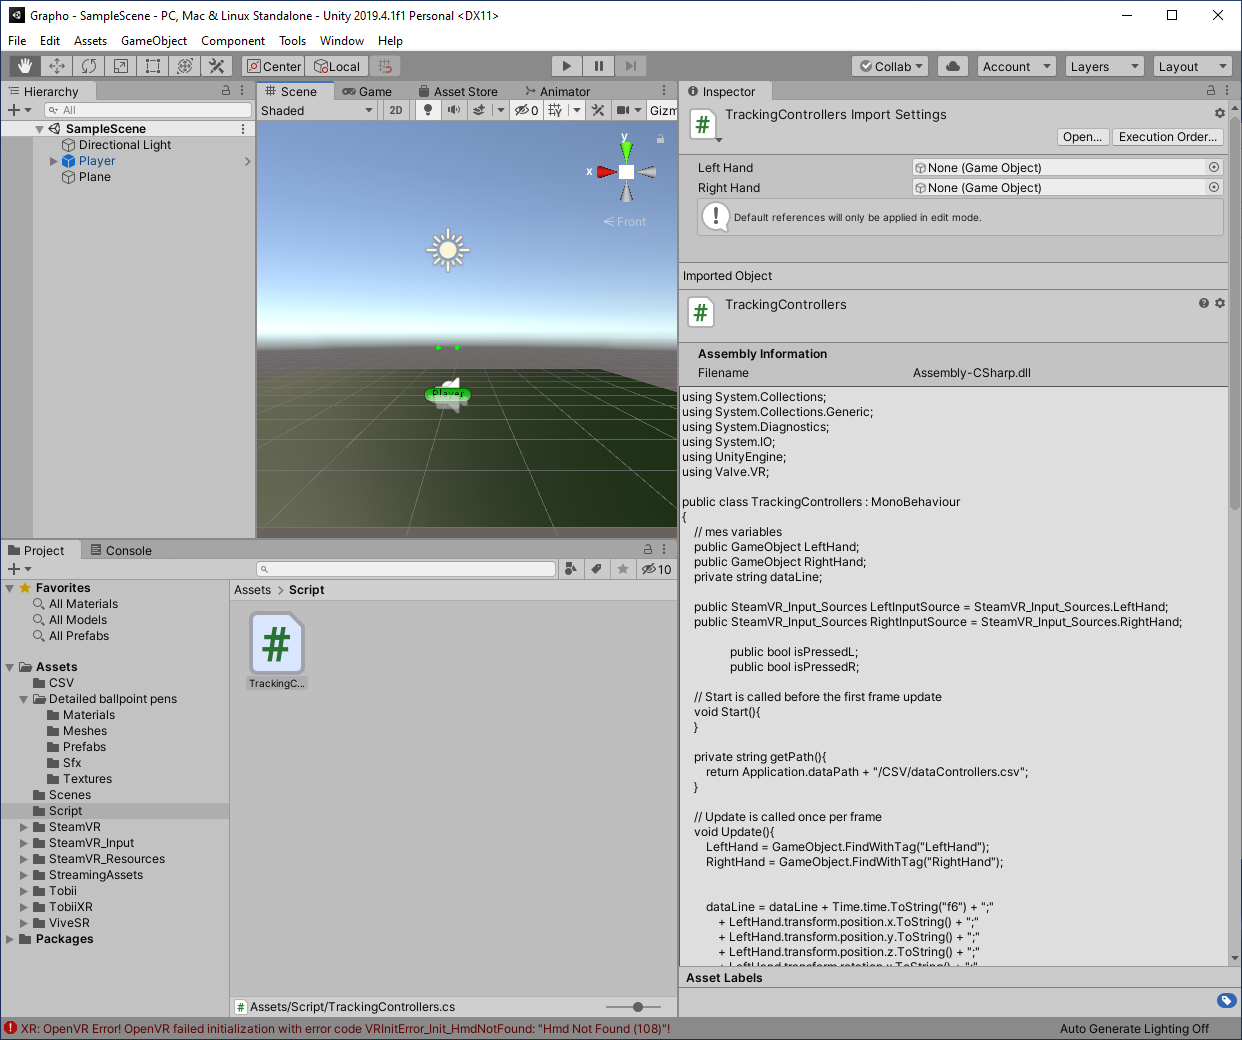 Grapho - SampleScene - PC, Mac & Linux Standalone - Unity 2019.4.1f1 Personal <DX11>
File Edit Assets GameObject Component Tools Window Help
Center Local Collab Account Layers Layout
Hierarchy
All
SampleScene
Directional Light
Player
Plane
Scene Game Asset Store Animator
Shaded 2D 0 Gizm
y
x
Front
Player
Inspector
TrackingControllers Import Settings
Open... Execution Order...
Left Hand None (Game Object)
Right Hand None (Game Object)
Default references will only be applied in edit mode.
Imported Object
TrackingControllers
Assembly Information
Filename Assembly-CSharp.dll
using System.Collections;
using System.Collections.Generic;
using System.Diagnostics;
using System.IO;
using UnityEngine;
using Valve.VR;
public class TrackingControllers : MonoBehaviour
{
// mes variables
public GameObject LeftHand;
public GameObject RightHand;
private string dataLine;
public SteamVR_Input_Sources LeftInputSource = SteamVR_Input_Sources.LeftHand;
public SteamVR_Input_Sources RightInputSource = SteamVR_Input_Sources.RightHand;
public bool isPressedL;
public bool isPressedR;
// Start is called before the first frame update
void Start(){
}
private string getPath(){
return Application.dataPath + "/CSV/dataControllers.csv";
}
// Update is called once per frame
void Update(){
LeftHand = GameObject.FindWithTag("LeftHand");
RightHand = GameObject.FindWithTag("RightHand");
dataLine = dataLine + Time.time.ToString("f6") + ";"
+ LeftHand.transform.position.x.ToString() + ";"
+ LeftHand.transform.position.y.ToString() + ";"
+ LeftHand.transform.position.z.ToString() + ";"
+ LeftHand.transform.rotation.x.ToString() + ";"
Asset Labels
Project Console
10
Favorites
All Materials
All Models
All Prefabs
Assets
CSV
Detailed ballpoint pens
Materials
Meshes
Prefabs
Sfx
Textures
Scenes
Script
SteamVR
SteamVR_Input
SteamVR_Resources
StreamingAssets
Tobii
TobiiXR
ViveSR
Packages
Assets > Script
#
TrackingC...
Assets/Script/TrackingControllers.cs
XR: OpenVR Error! OpenVR failed initialization with error code VRInitError_Init_HmdNotFound: "Hmd Not Found (108)"!
Auto Generate Lighting Off